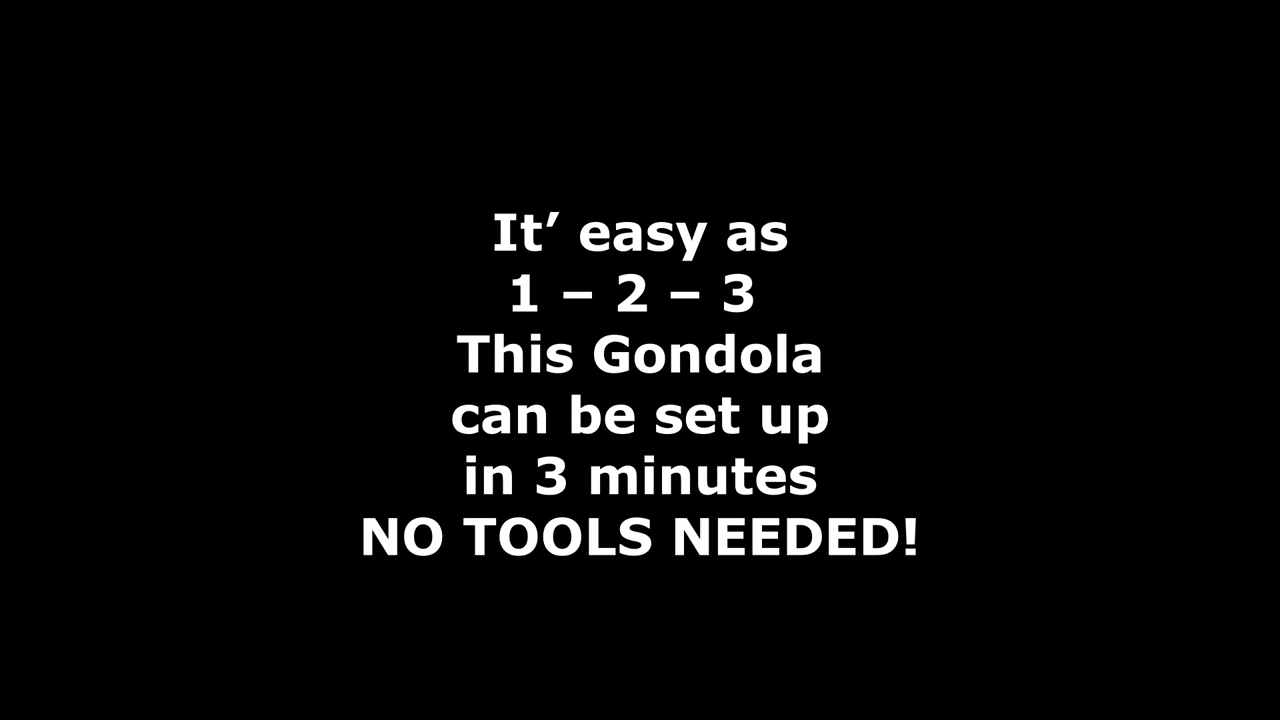 It’ easy as
1 – 2 – 3
This Gondola
can be set up
in 3 minutes
NO TOOLS NEEDED!